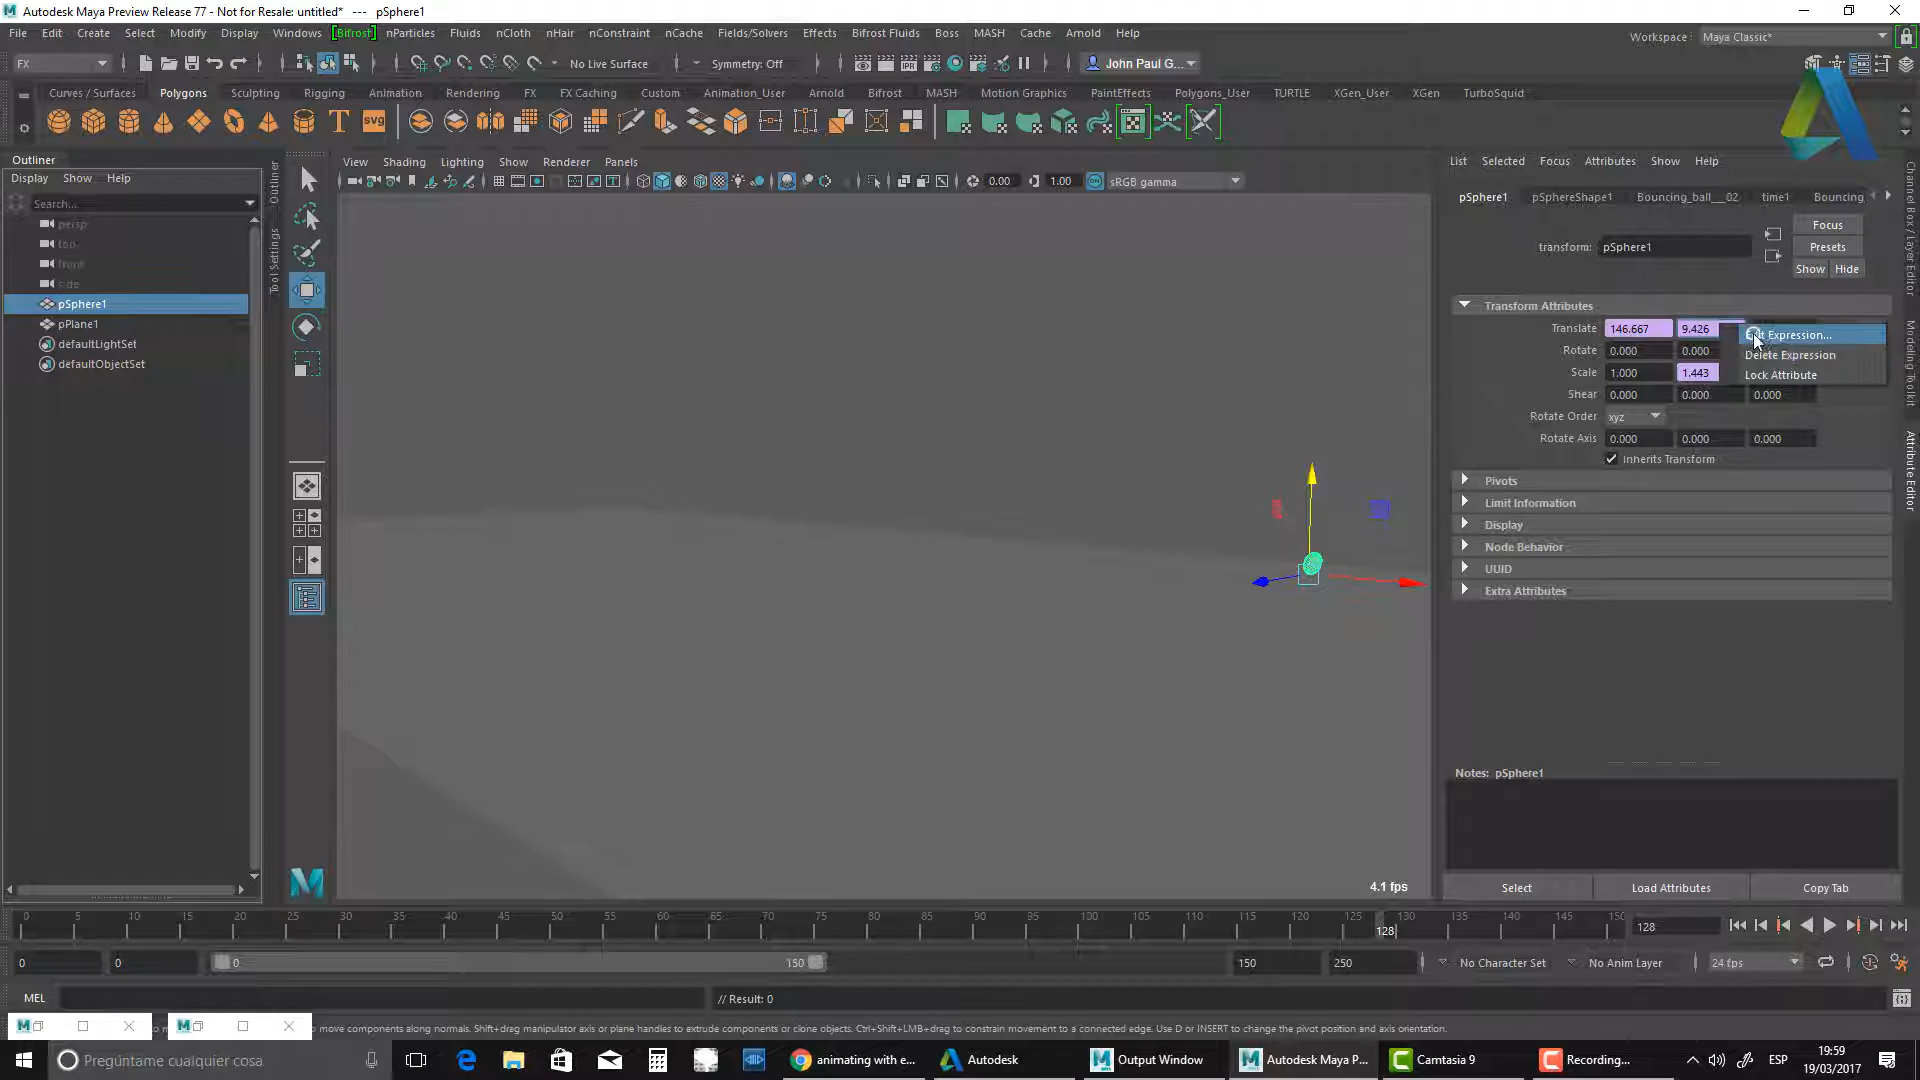 Autodesk Maya Preview Release 77 - Not for Resale: untitled* --- pSphere1
File Edit Create Select Modify Display Windows [Bifrost] nParticles Fluids nCloth nHair nConstraint nCache Fields/Solvers Effects Bifrost Fluids Boss MASH Cache Arnold Help
Workspace : Maya Classic*
FX No Live Surface Symmetry: Off John Paul G...
Curves / Surfaces Polygons Sculpting Rigging Animation Rendering FX FX Caching Custom Animation_User Arnold Bifrost MASH Motion Graphics PaintEffects Polygons_User TURTLE XGen_User XGen TurboSquid
T svg
Outliner
Display Show Help
Search...
persp
top
front
side
pSphere1
pPlane1
defaultLightSet
defaultObjectSet
Outliner
Tool Settings
View Shading Lighting Show Renderer Panels
0.00 1.00 sRGB gamma
4.1 fps
List Selected Focus Attributes Show Help
pSphere1 pSphereShape1 Bouncing_ball__02 time1 Bouncing
Focus
transform: pSphere1
Presets
Show Hide
Transform Attributes
Translate 146.667 9.426
Expression...
Rotate 0.000 0.000
Delete Expression
Scale 1.000 1.443
Lock Attribute
Shear 0.000 0.000 0.000
Rotate Order xyz
Rotate Axis 0.000 0.000 0.000
Inherits Transform
Pivots
Limit Information
Display
Node Behavior
UUID
Extra Attributes
Notes: pSphere1
Select Load Attributes Copy Tab
Channel Box / Layer Editor
Modeling Toolkit
Attribute Editor
0 5 10 15 20 25 30 35 40 45 50 55 60 65 70 75 80 85 90 95 100 105 110 115 120 125 130 135 140 145 150
128
128
0 0 0 150 150 250 No Character Set No Anim Layer 24 fps
MEL // Result: 0
move components along normals. Shift+drag manipulator axis or plane handles to extrude components or clone objects. Ctrl+Shift+LMB+drag to constrain movement to a connected edge. Use D or INSERT to change the pivot position and axis orientation.
Pregúntame cualquier cosa
animating with e...
Autodesk
Output Window
Autodesk Maya P...
Camtasia 9
Recording...
ESP
19:59
19/03/2017